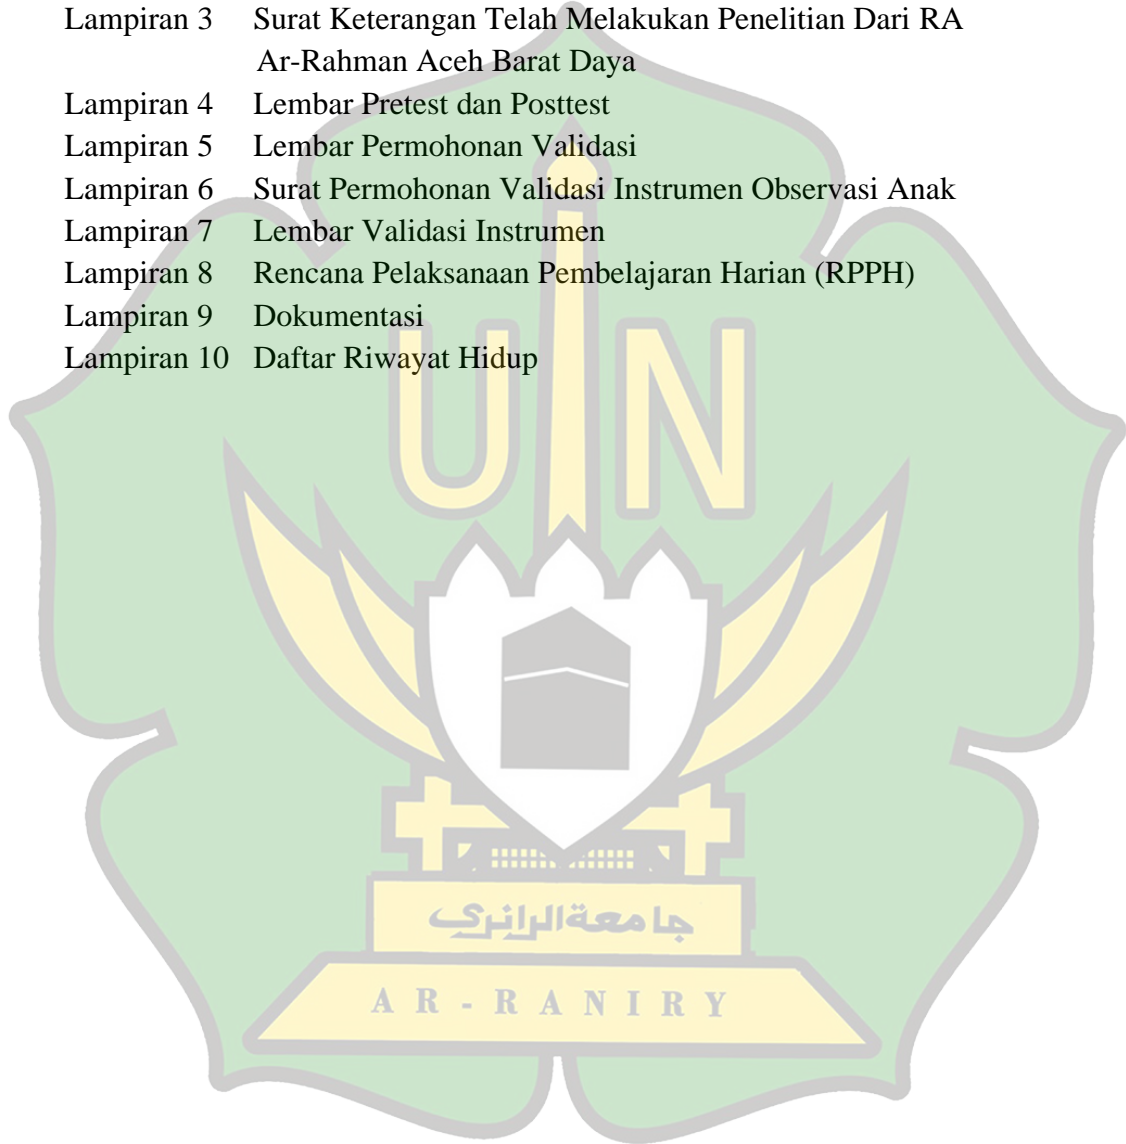 Lampiran 3 Surat Keterangan Telah Melakukan Penelitian Dari RA
Ar-Rahman Aceh Barat Daya
Lampiran 4 Lembar Pretest dan Posttest
Lampiran 5 Lembar Permohonan Validasi
Lampiran 6 Surat Permohonan Validasi Instrumen Observasi Anak
Lampiran 7 Lembar Validasi Instrumen
Lampiran 8 Rencana Pelaksanaan Pembelajaran Harian (RPPH)
Lampiran 9 Dokumentasi
Lampiran 10 Daftar Riwayat Hidup
UIN
جامعة الرانري
AR-RANIRY